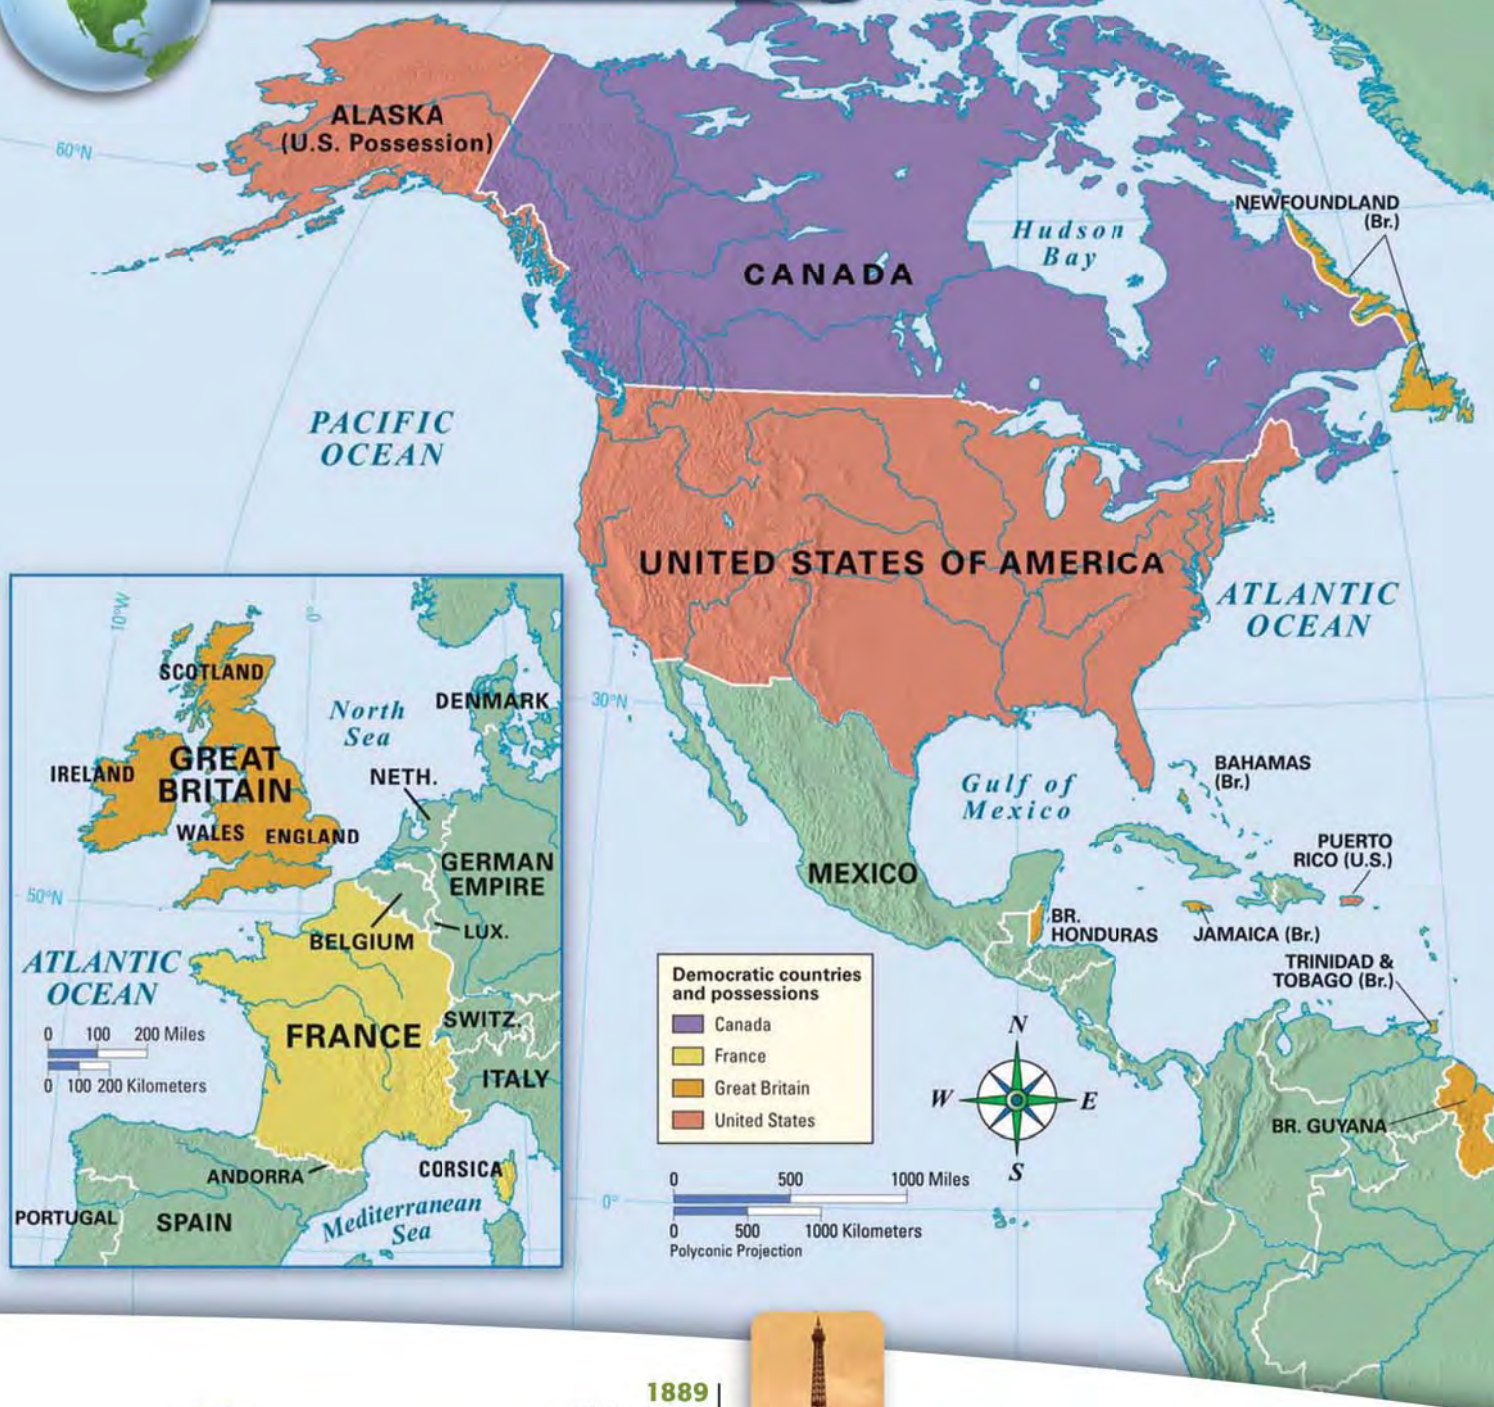 ALASKA
(U.S. Possession)
60°N
NEWFOUNDLAND
(Br.)
Hudson
Bay
CANADA
PACIFIC
OCEAN
UNITED STATES OF AMERICA
ATLANTIC
OCEAN
30°N
BAHAMAS
(Br.)
Gulf of
Mexico
PUERTO
RICO (U.S.)
MEXICO
BR.
HONDURAS
JAMAICA (Br.)
TRINIDAD &
TOBAGO (Br.)
BR. GUYANA
0°
10°W
0°
SCOTLAND
North
Sea
DENMARK
IRELAND
GREAT
BRITAIN
NETH.
WALES
ENGLAND
GERMAN
EMPIRE
50°N
BELGIUM
LUX.
ATLANTIC
OCEAN
0 100 200 Miles
0 100 200 Kilometers
FRANCE
SWITZ.
ITALY
ANDORRA
CORSICA
PORTUGAL
SPAIN
Mediterranean
Sea
Democratic countries
and possessions
Canada
France
Great Britain
United States
N
W E
S
0 500 1000 Miles
0 500 1000 Kilometers
Polyconic Projection
1889